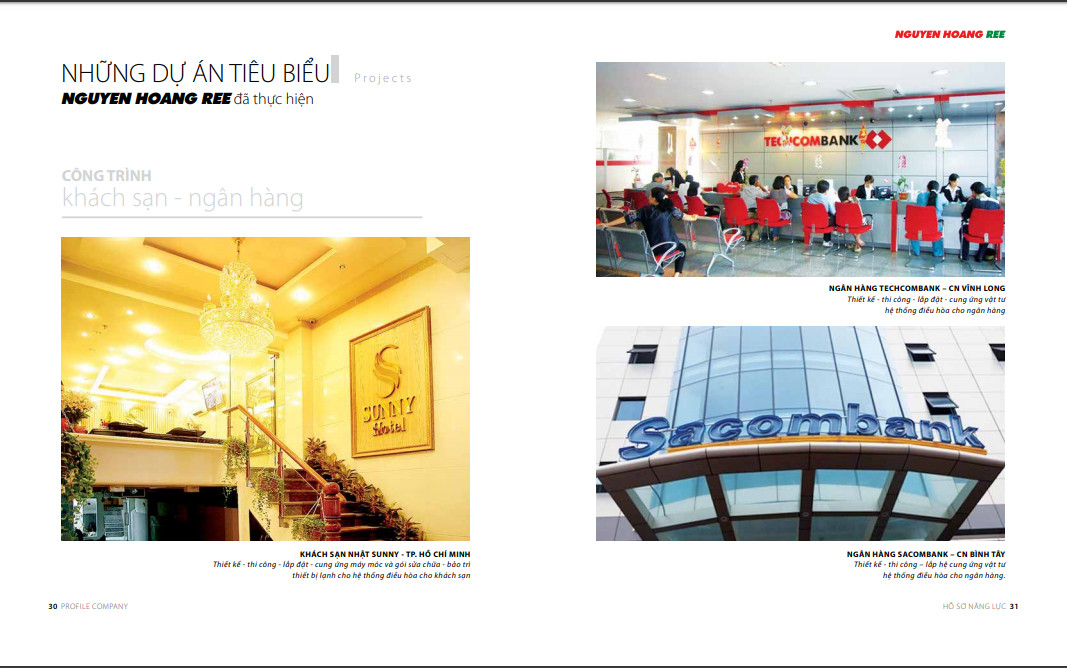 NHỮNG DỰ ÁN TIÊU BIỂU Projects
NGUYEN HOANG REE đã thực hiện
CÔNG TRÌNH
khách sạn - ngân hàng
SUNNY
Hotel
KHÁCH SẠN NHẬT SUNNY - TP. HỒ CHÍ MINH
Thiết kế - thi công - lắp đặt - cung ứng máy móc và gói sửa chữa - bảo trì
thiết bị lạnh cho hệ thống điều hòa cho khách sạn
30 PROFILE COMPANY
NGUYEN HOANG REE
TECHCOMBANK
NGÂN HÀNG TECHCOMBANK – CN VĨNH LONG
Thiết kế - thi công - lắp đặt - cung ứng vật tư
hệ thống điều hòa cho ngân hàng
Sacombank
NGÂN HÀNG SACOMBANK – CN BÌNH TÂY
Thiết kế - thi công – lắp hệ cung ứng vật tư
hệ thống điều hòa cho ngân hàng.
HỒ SƠ NĂNG LỰC 31